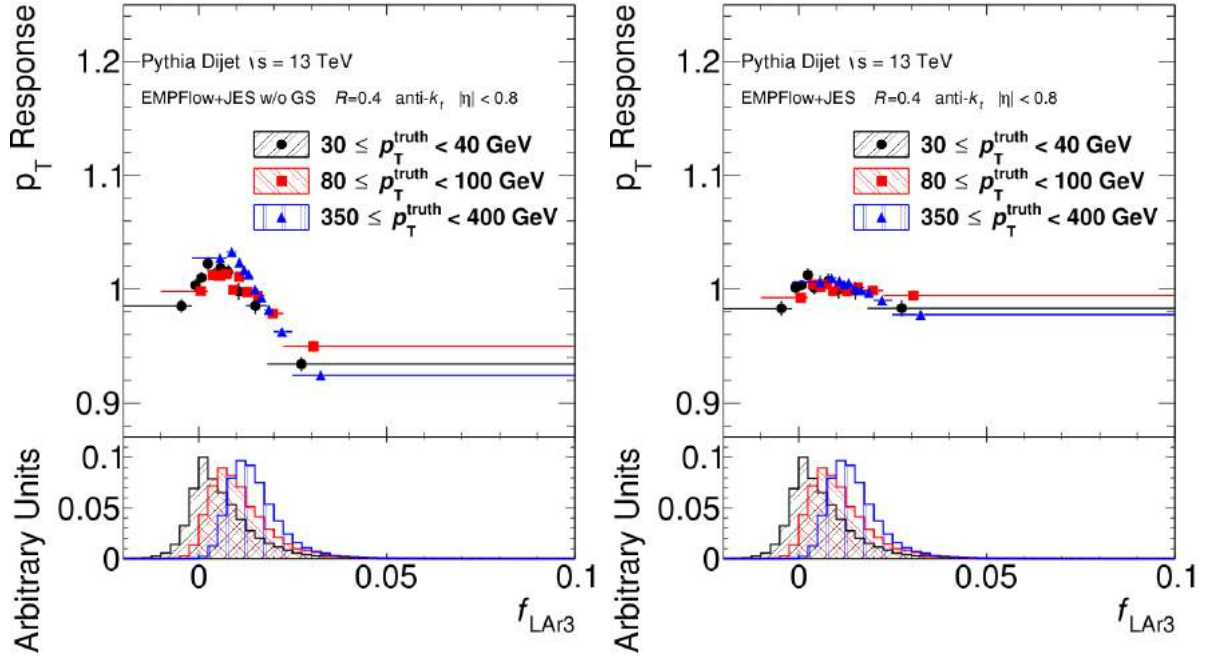 p_T Response
1.2
1.1
1
0.9
Pythia Dijet √s = 13 TeV
EMPFlow+JES w/o GS R=0.4 anti-k_t |η| < 0.8
30 ≤ p_T^truth < 40 GeV
80 ≤ p_T^truth < 100 GeV
350 ≤ p_T^truth < 400 GeV
Arbitrary Units
0.1
0.05
0
0 0.05 0.1
f_LAr3
p_T Response
1.2
1.1
1
0.9
Pythia Dijet √s = 13 TeV
EMPFlow+JES R=0.4 anti-k_t |η| < 0.8
30 ≤ p_T^truth < 40 GeV
80 ≤ p_T^truth < 100 GeV
350 ≤ p_T^truth < 400 GeV
Arbitrary Units
0.1
0.05
0
0 0.05 0.1
f_LAr3